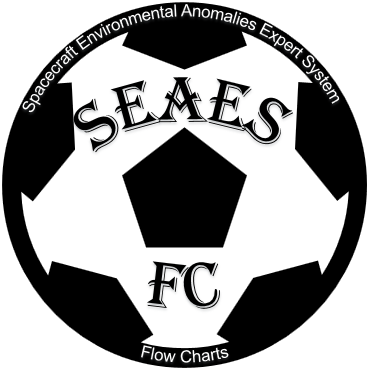 Spacecraft Environmental Anomalies Expert System
SEAES
FC
Flow Charts